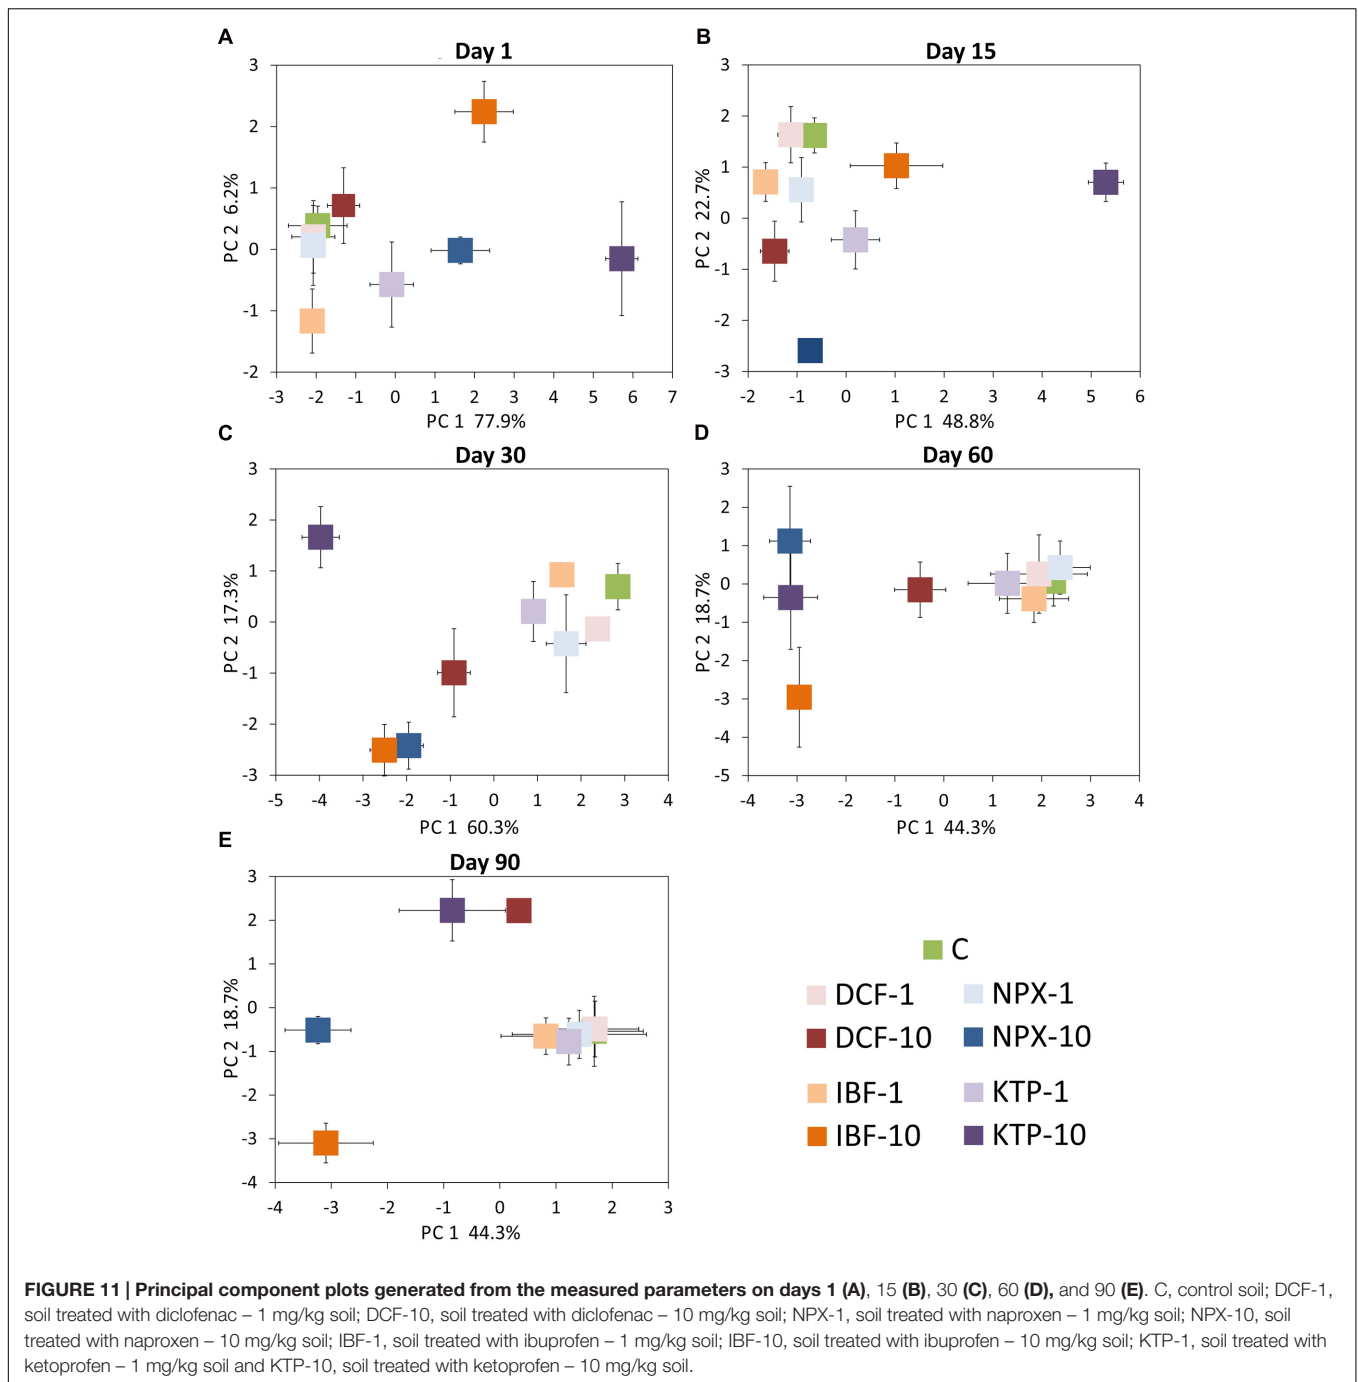 A
Day 1
3
2
1
0
-1
-2
PC 2 6.2%
-3 -2 -1 0 1 2 3 4 5 6 7
PC 1 77.9%
B
Day 15
3
2
1
0
-1
-2
-3
PC 2 22.7%
-2 -1 0 1 2 3 4 5 6
PC 1 48.8%
C
Day 30
3
2
1
0
-1
-2
-3
PC 2 17.3%
-5 -4 -3 -2 -1 0 1 2 3 4
PC 1 60.3%
D
Day 60
3
2
1
0
-1
-2
-3
-4
-5
PC 2 18.7%
-4 -3 -2 -1 0 1 2 3 4
PC 1 44.3%
E
Day 90
3
2
1
0
-1
-2
-3
-4
PC 2 18.7%
-4 -3 -2 -1 0 1 2 3
PC 1 44.3%
C
DCF-1 NPX-1
DCF-10 NPX-10
IBF-1 KTP-1
IBF-10 KTP-10
FIGURE 11 | Principal component plots generated from the measured parameters on days 1 (A), 15 (B), 30 (C), 60 (D), and 90 (E). C, control soil; DCF-1,
soil treated with diclofenac – 1 mg/kg soil; DCF-10, soil treated with diclofenac – 10 mg/kg soil; NPX-1, soil treated with naproxen – 1 mg/kg soil; NPX-10, soil
treated with naproxen – 10 mg/kg soil; IBF-1, soil treated with ibuprofen – 1 mg/kg soil; IBF-10, soil treated with ibuprofen – 10 mg/kg soil; KTP-1, soil treated with
ketoprofen – 1 mg/kg soil and KTP-10, soil treated with ketoprofen – 10 mg/kg soil.